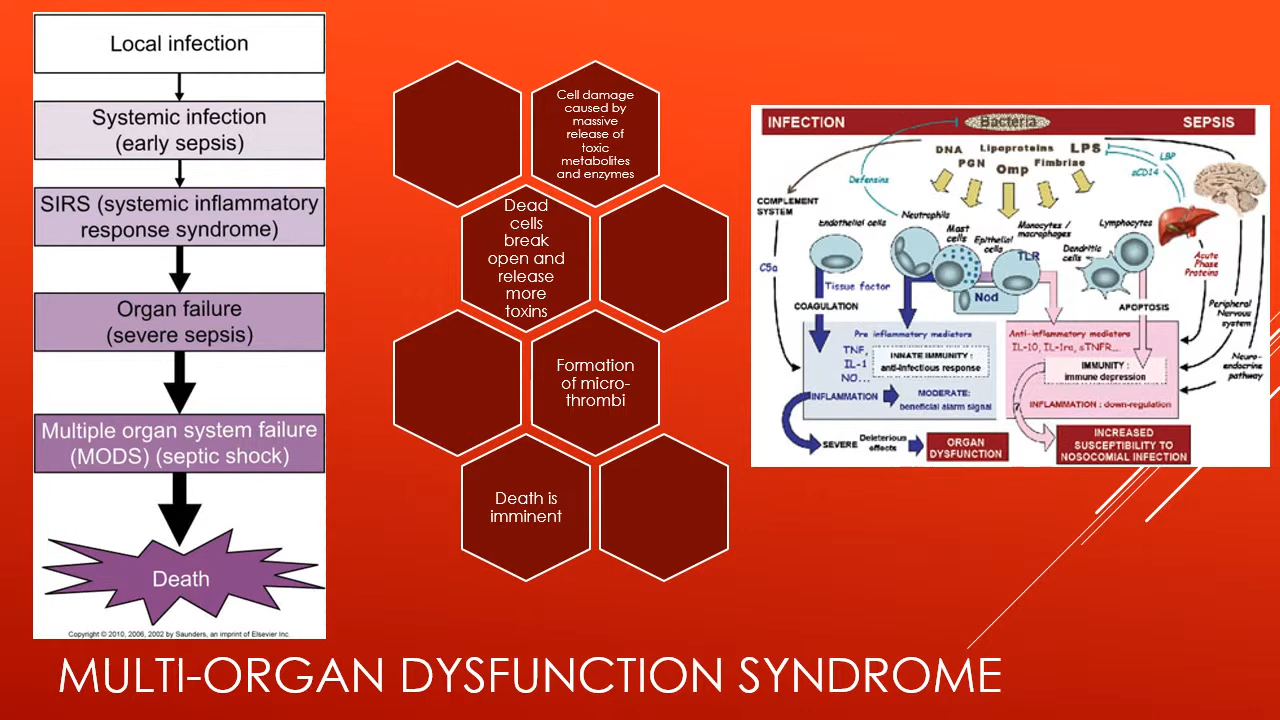 Local infection
Systemic infection
(early sepsis)
SIRS (systemic inflammatory
response syndrome)
Organ failure
(severe sepsis)
Multiple organ system failure
(MODS) (septic shock)
Death
Copyright © 2010, 2006, 2002 by Saunders, an imprint of Elsevier Inc.
Cell damage
caused by
massive
release of
toxic
metabolites
and enzymes
Dead
cells
break
open and
release
more
toxins
Formation
of micro-
thrombi
Death is
imminent
INFECTION
Bacteria
SEPSIS
DNA
Lipoproteins
LPS
PGN
Fimbriae
Omp
LBP
sCD14
Defensins
COMPLEMENT
SYSTEM
Endothelial cells
Neutrophils
Mast
cells
Epithelial
cells
Monocytes /
macrophages
Lymphocytes
Dendritic
cells
TLR
Nod
C5a
Tissue factor
Acute
Phase
Proteins
COAGULATION
APOPTOSIS
Peripheral
Nervous
system
Pro inflammatory mediators
TNF,
IL-1
NO...
INNATE IMMUNITY :
anti-infectious response
INFLAMMATION
MODERATE:
beneficial alarm signal
Anti-inflammatory mediators
IL-10, IL-1ra, sTNFR...
IMMUNITY :
immune depression
INFLAMMATION : down-regulation
Neuro-
endocrine
pathway
SEVERE
Deleterious
effects
ORGAN
DYSFUNCTION
INCREASED
SUSCEPTIBILITY TO
NOSOCOMIAL INFECTION
MULTI-ORGAN DYSFUNCTION SYNDROME